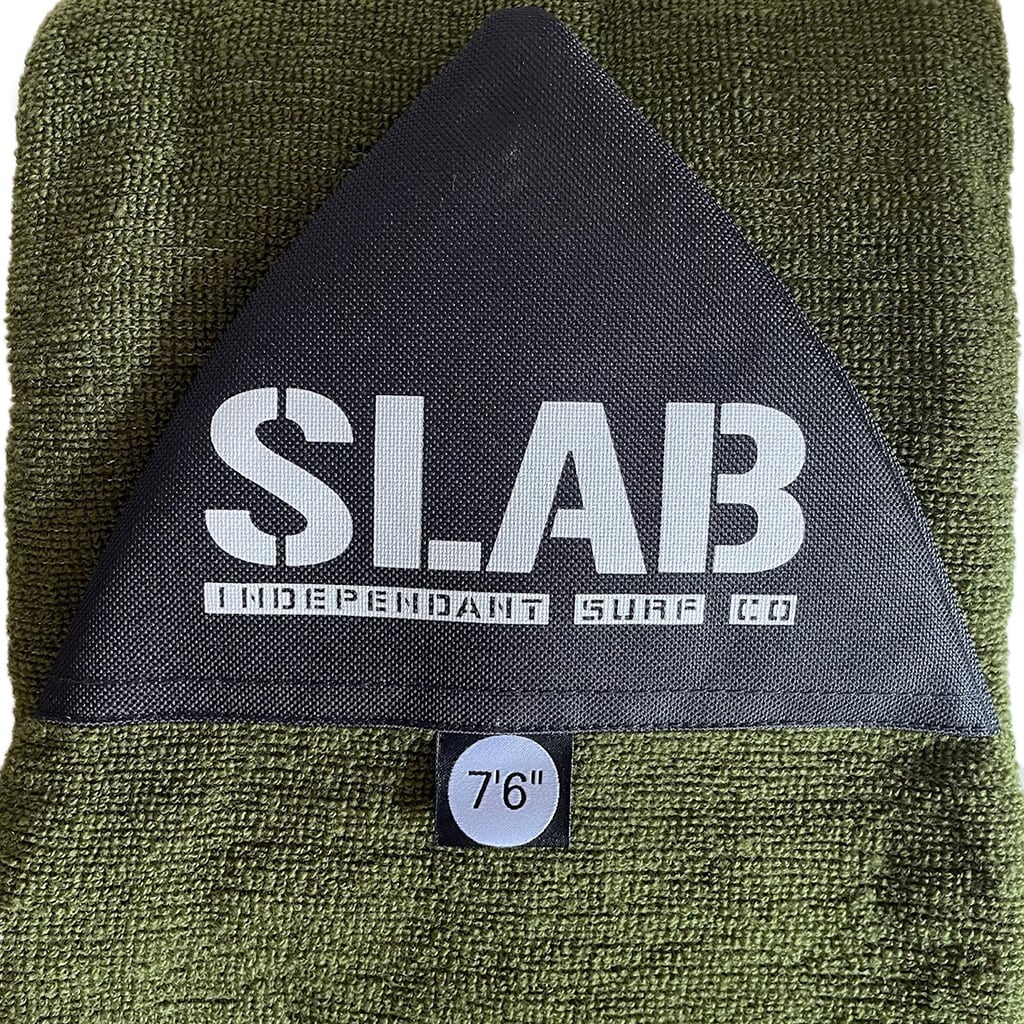 SLAB
INDEPENDANT SURF CO
7'6"